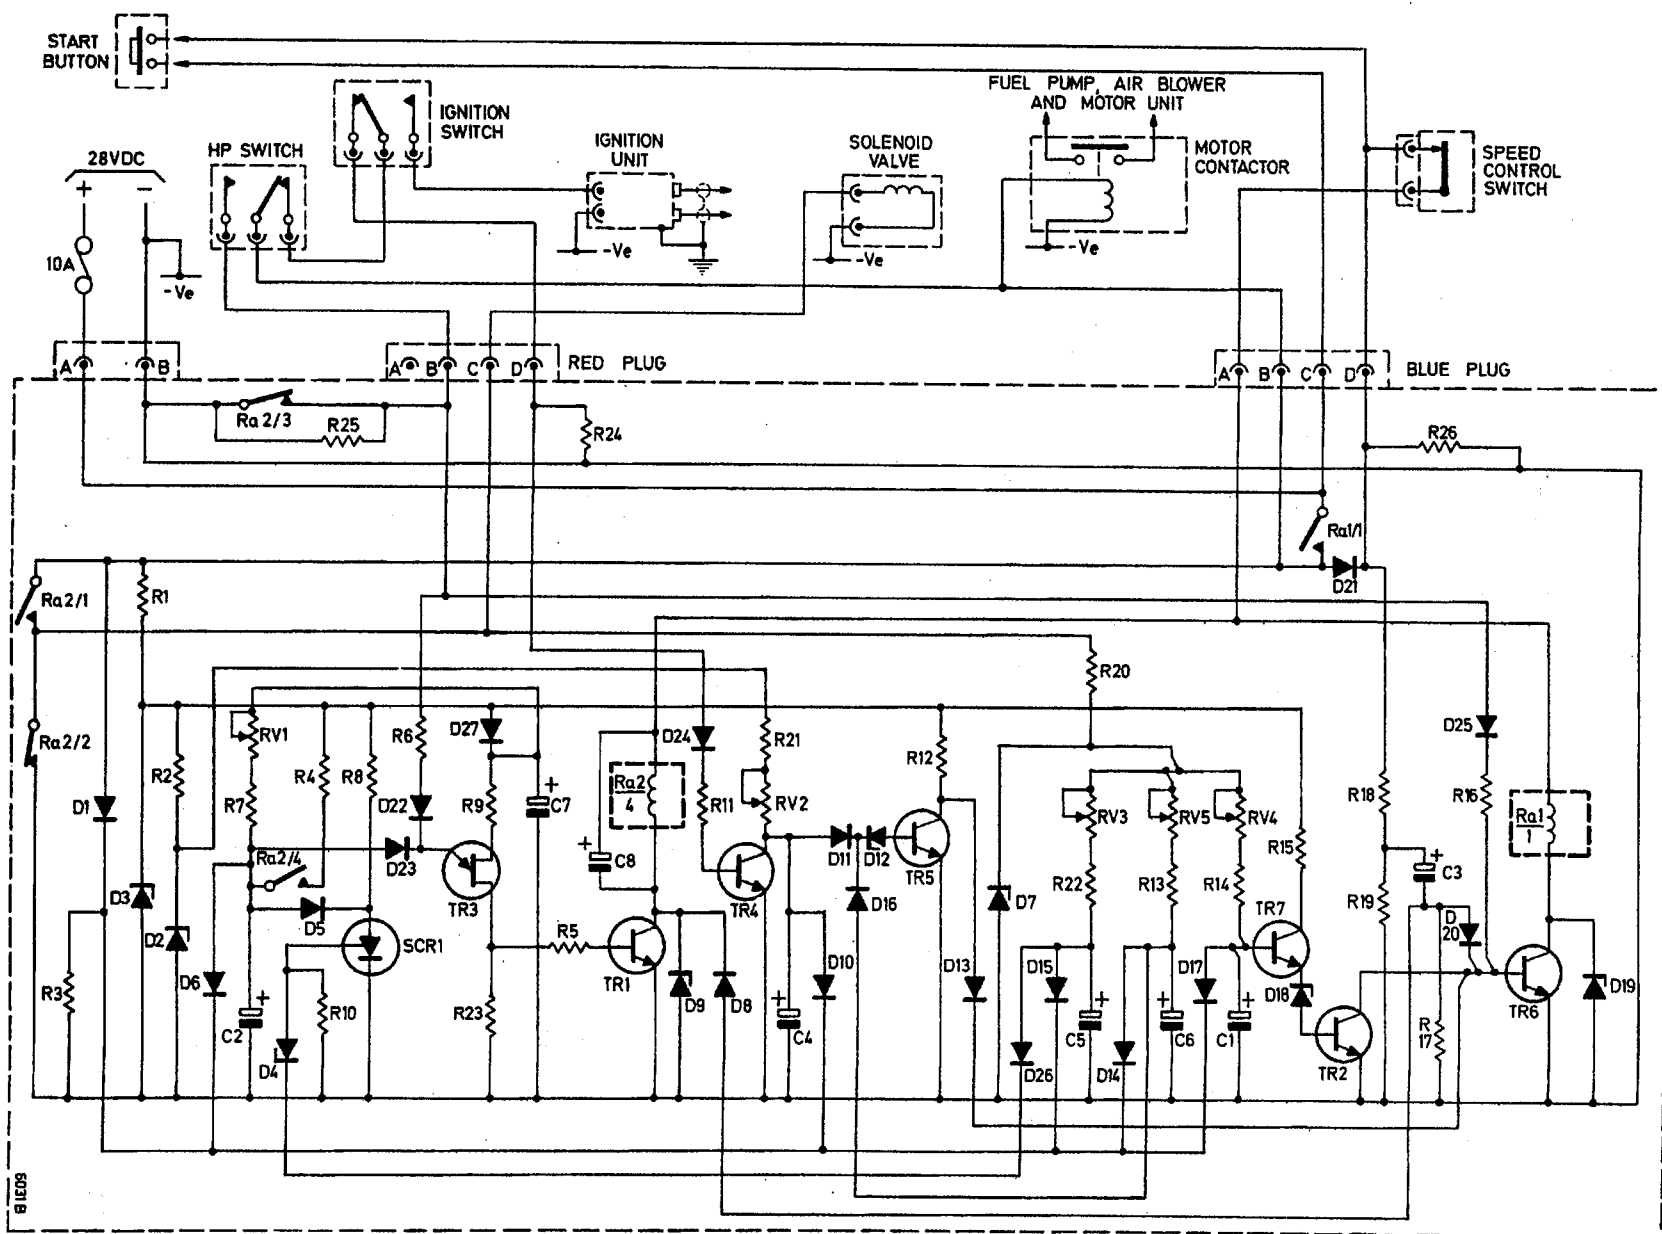 START
BUTTON
FUEL PUMP, AIR BLOWER
AND MOTOR UNIT
IGNITION
SWITCH
28VDC
+
−
HP SWITCH
IGNITION
UNIT
SOLENOID
VALVE
MOTOR
CONTACTOR
SPEED
CONTROL
SWITCH
10A
-Ve
-Ve
-Ve
-Ve
A
B
A
B
C
D
RED PLUG
A
B
C
D
BLUE PLUG
Ra2/3
R25
R24
R26
Ra1/1
D21
Ra2/1
R1
R20
Ra2/2
RV1
R6
D27
D24
R21
R12
D25
R2
R4
R8
D1
R7
D22
R9
+
C7
Ra2
4
R11
RV2
RV3
RV5
RV4
R18
R16
Ra1
1
Ra2/4
D23
+
C8
D11
D12
TR5
R15
+
C3
D3
D5
TR3
TR4
D16
D7
R22
R13
R14
R19
D2
SCR1
R5
TR7
D
20
R3
D6
R10
TR1
D9
D8
D10
D13
D15
D17
D18
D19
TR6
+
C2
R23
+
C4
+
C5
+
C6
+
C1
R
17
D4
D26
D14
TR2
5031B